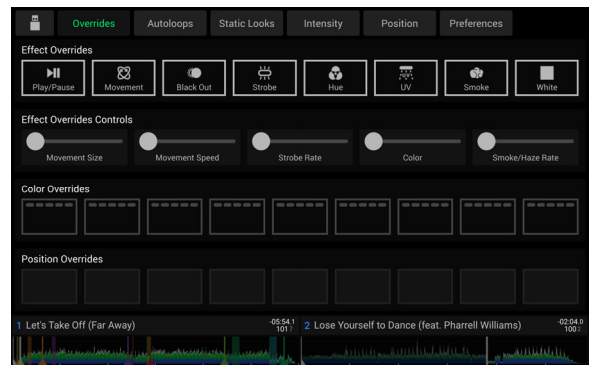 Overrides Autoloops Static Looks Intensity Position Preferences
Effect Overrides
Play/Pause Movement Black Out Strobe Hue UV Smoke White
Effect Overrides Controls
Movement Size Movement Speed Strobe Rate Color Smoke/Haze Rate
Color Overrides
Position Overrides
1 Let's Take Off (Far Away) -05:54.1 2 Lose Yourself to Dance (feat. Pharrell Williams) -02:04.0
101 100